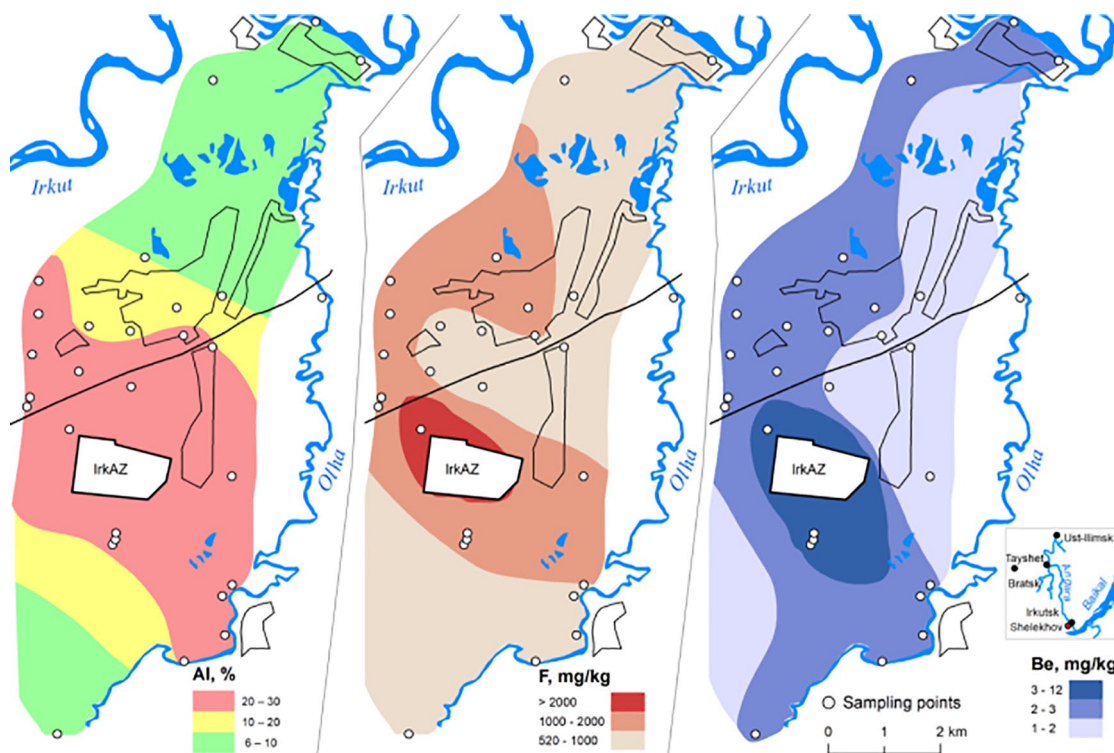 Irkut
Olha
IrkAZ
Al, %
20 – 30
10 – 20
6 – 10
Irkut
Olha
IrkAZ
F, mg/kg
> 2000
1000 - 2000
520 - 1000
Irkut
Olha
IrkAZ
Ust-Ilimsk
Tayshet
Bratsk
Angara
Baikal
Irkutsk
Shelekhov
Be, mg/kg
3 - 12
2 - 3
1 - 2
Sampling points
0 1 2 km